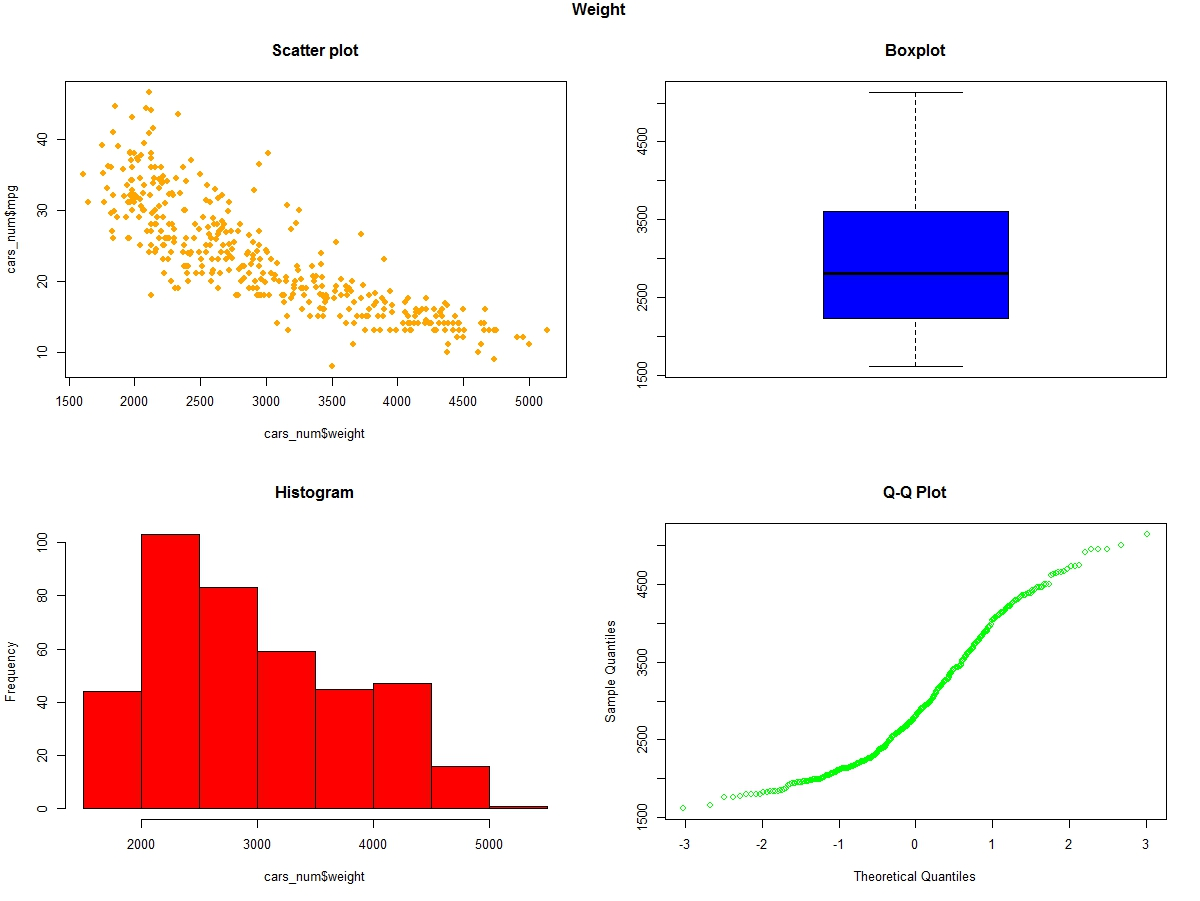 Weight
Scatter plot
cars_num$mpg
40
30
20
10
1500 2000 2500 3000 3500 4000 4500 5000
cars_num$weight
Boxplot
4500
3500
2500
1500
Histogram
Frequency
100
80
60
40
20
0
2000 3000 4000 5000
cars_num$weight
Q-Q Plot
Sample Quantiles
4500
3500
2500
1500
-3 -2 -1 0 1 2 3
Theoretical Quantiles